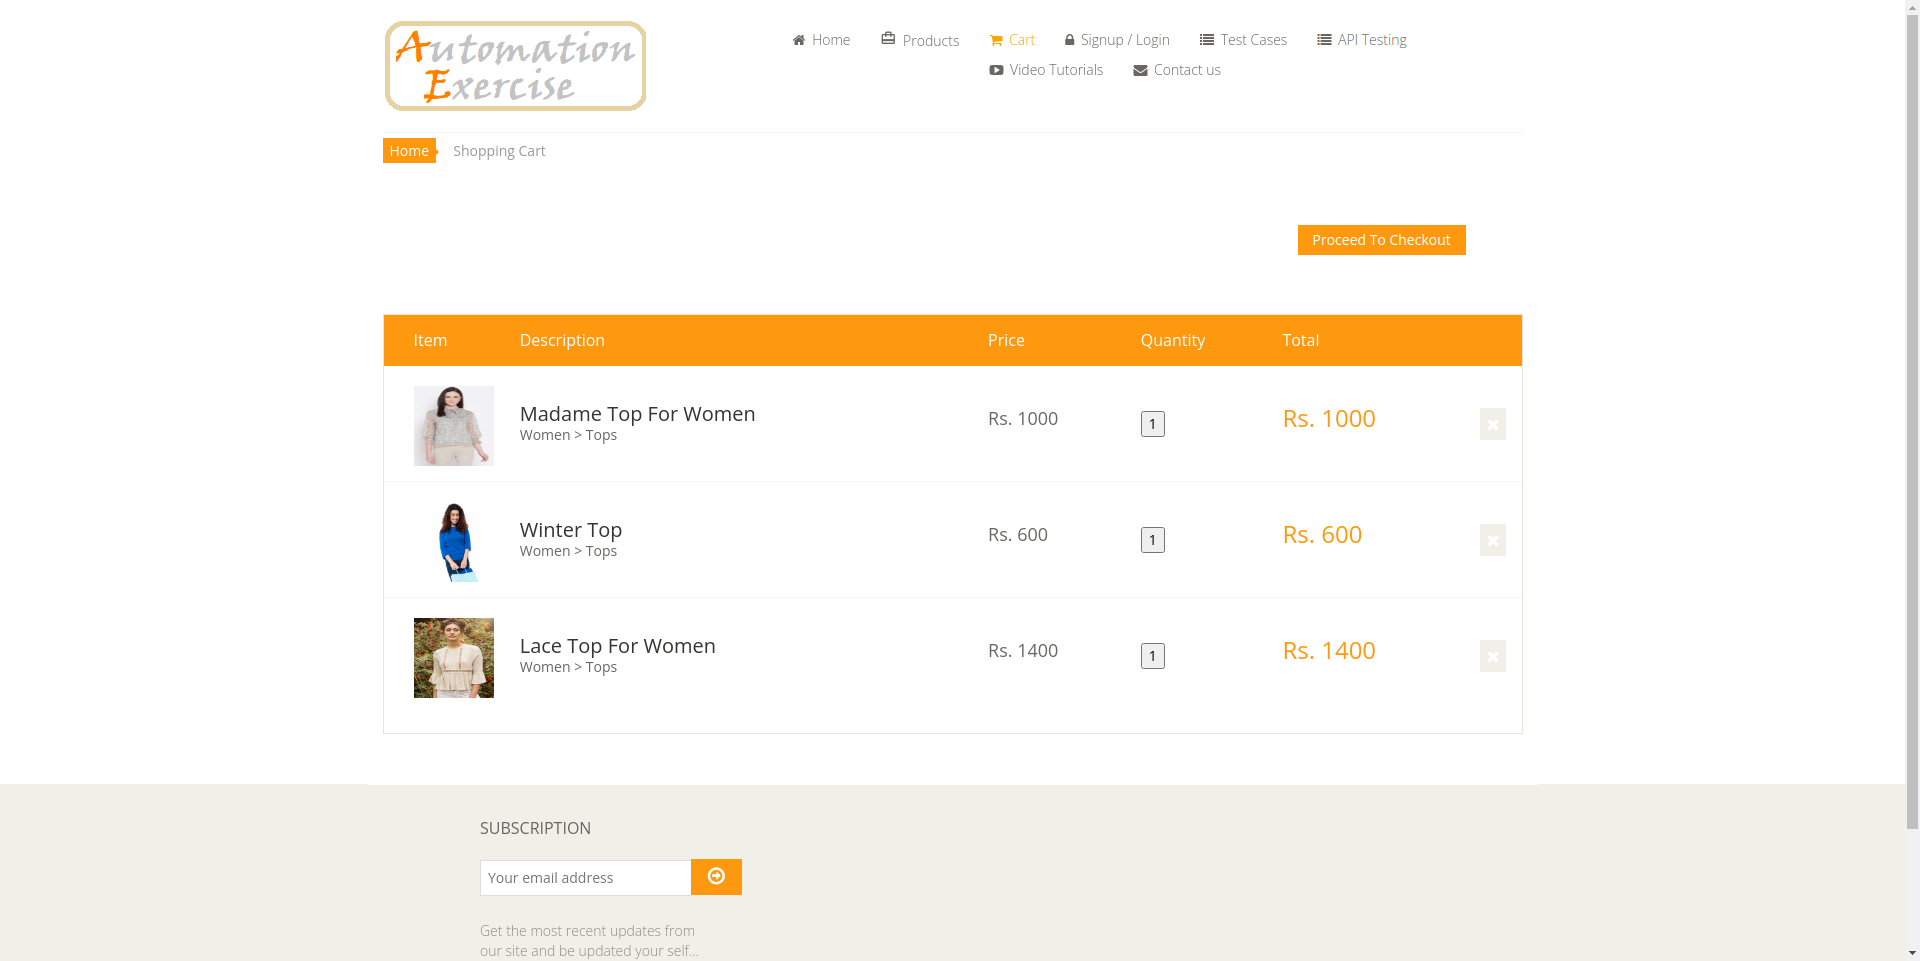 Automation
Exercise
Home
Products
Cart
Signup / Login
Test Cases
API Testing
Video Tutorials
Contact us
Home
Shopping Cart
Proceed To Checkout
Item Description Price Quantity Total
Madame Top For Women
Women > Tops
Rs. 1000
1
Rs. 1000
Winter Top
Women > Tops
Rs. 600
1
Rs. 600
Lace Top For Women
Women > Tops
Rs. 1400
1
Rs. 1400
SUBSCRIPTION
Your email address
Get the most recent updates from
our site and be updated your self...